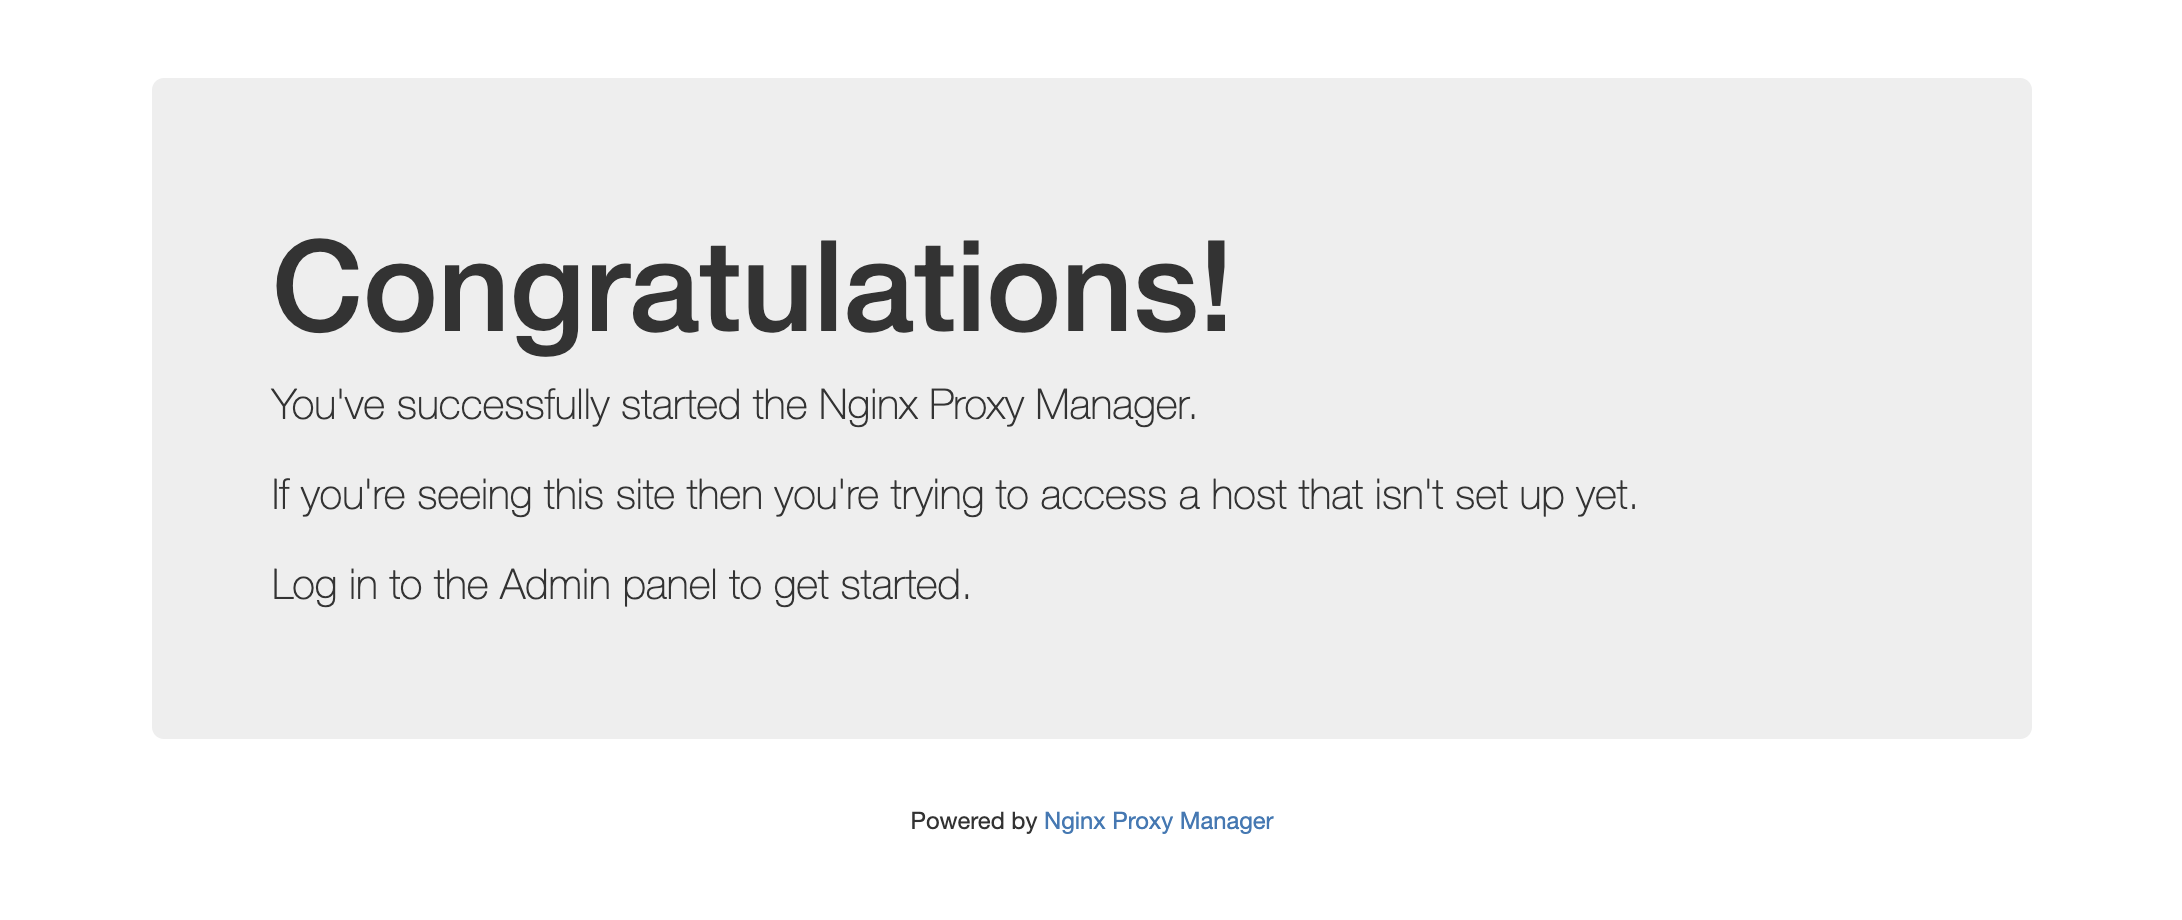 Congratulations!
You've successfully started the Nginx Proxy Manager.
If you're seeing this site then you're trying to access a host that isn't set up yet.
Log in to the Admin panel to get started.
Powered by Nginx Proxy Manager